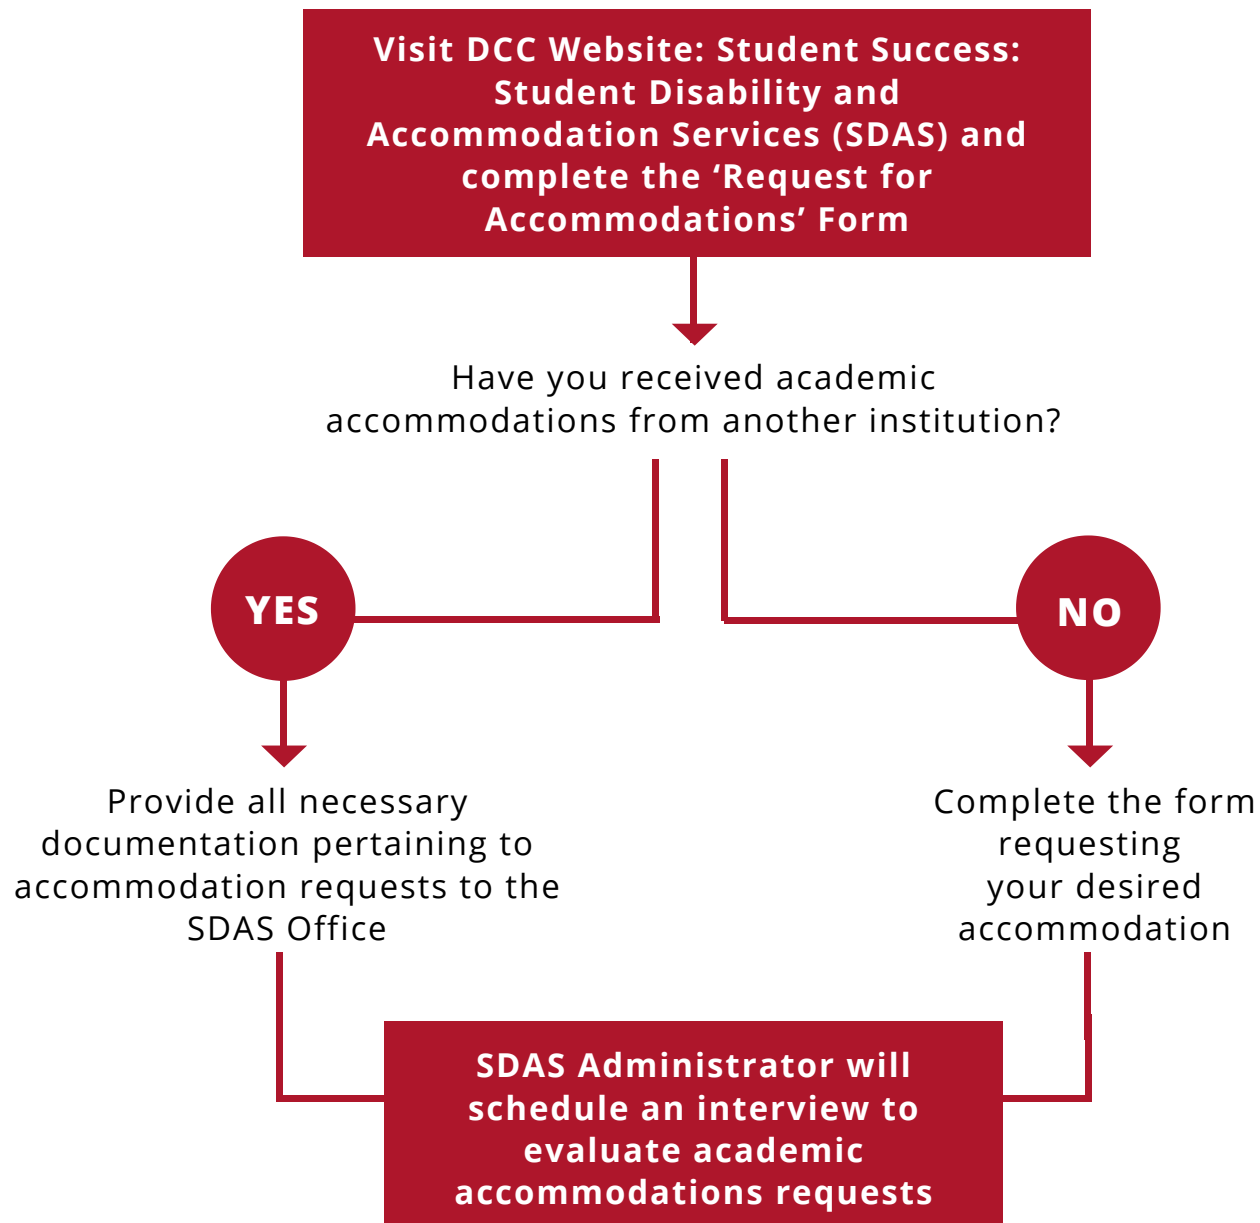 Visit DCC Website: Student Success:
Student Disability and
Accommodation Services (SDAS) and
complete the ‘Request for
Accommodations’ Form
Have you received academic
accommodations from another institution?
YES
NO
Provide all necessary
documentation pertaining to
accommodation requests to the
SDAS Office
Complete the form
requesting
your desired
accommodation
SDAS Administrator will
schedule an interview to
evaluate academic
accommodations requests